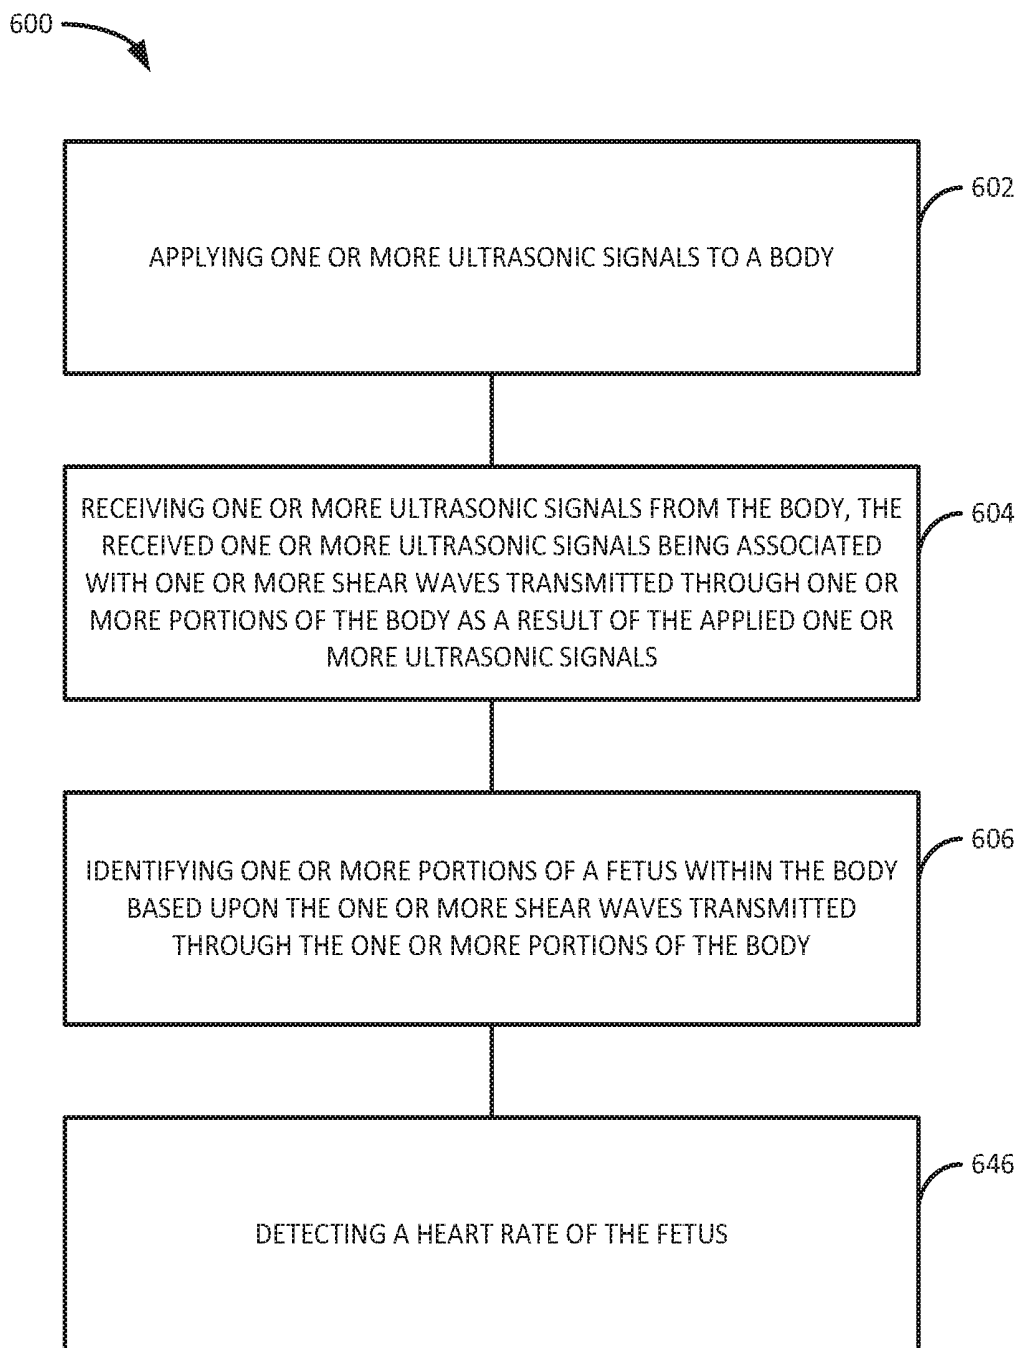 600
602
APPLYING ONE OR MORE ULTRASONIC SIGNALS TO A BODY
RECEIVING ONE OR MORE ULTRASONIC SIGNALS FROM THE BODY, THE
604
RECEIVED ONE OR MORE ULTRASONIC SIGNALS BEING ASSOCIATED
WITH ONE OR MORE SHEAR WAVES TRANSMITTED THROUGH ONE OR
MORE PORTIONS OF THE BODY AS A RESULT OF THE APPLIED ONE OR
MORE ULTRASONIC SIGNALS
606
IDENTIFYING ONE OR MORE PORTIONS OF A FETUS WITHIN THE BODY
BASED UPON THE ONE OR MORE SHEAR WAVES TRANSMITTED
THROUGH THE ONE OR MORE PORTIONS OF THE BODY
646
DETECTING A HEART RATE OF THE FETUS